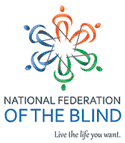 NATIONAL FEDERATION
OF THE BLIND
Live the life you want.